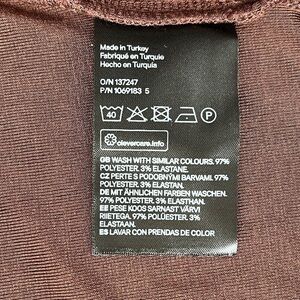 Made in Turkey
Fabriqué en Turquie
Hecho en Turquía
O/N 137247
P/N 1069183 5
40 P
clevercare.info
GB WASH WITH SIMILAR COLOURS. 97%
POLYESTER. 3% ELASTANE.
CZ PERTE S PODOBNÝMI BARVAMI. 97%
POLYESTER. 3% ELASTAN.
DE MIT ÄHNLICHEN FARBEN WASCHEN.
97% POLYESTER. 3% ELASTHAN.
EE PESE KOOS SARNAST VÄRVI
RIIETEGA. 97% POLÜESTER. 3%
ELASTAAN.
ES LAVAR CON PRENDAS DE COLOR